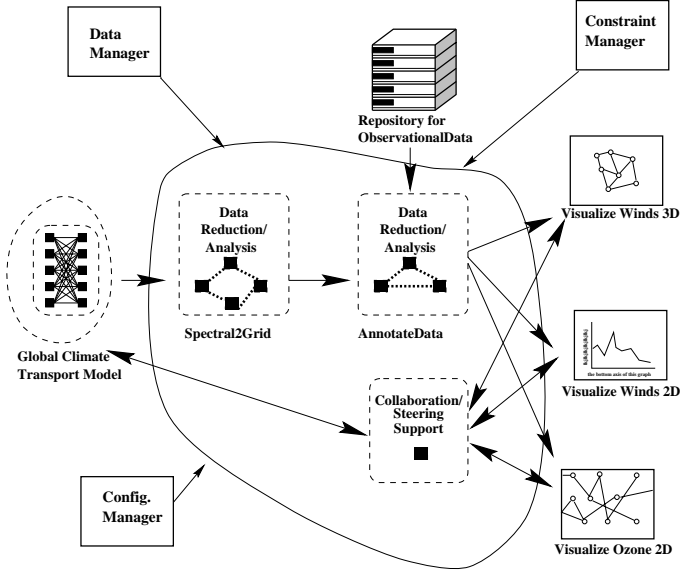 Data
Manager
Constraint
Manager
Repository for
ObservationalData
Data
Reduction/
Analysis
Spectral2Grid
Data
Reduction/
Analysis
AnnotateData
Visualize Winds 3D
Global Climate
Transport Model
the bottom axis of this graph
Visualize Winds 2D
Collaboration/
Steering
Support
Config.
Manager
Visualize Ozone 2D